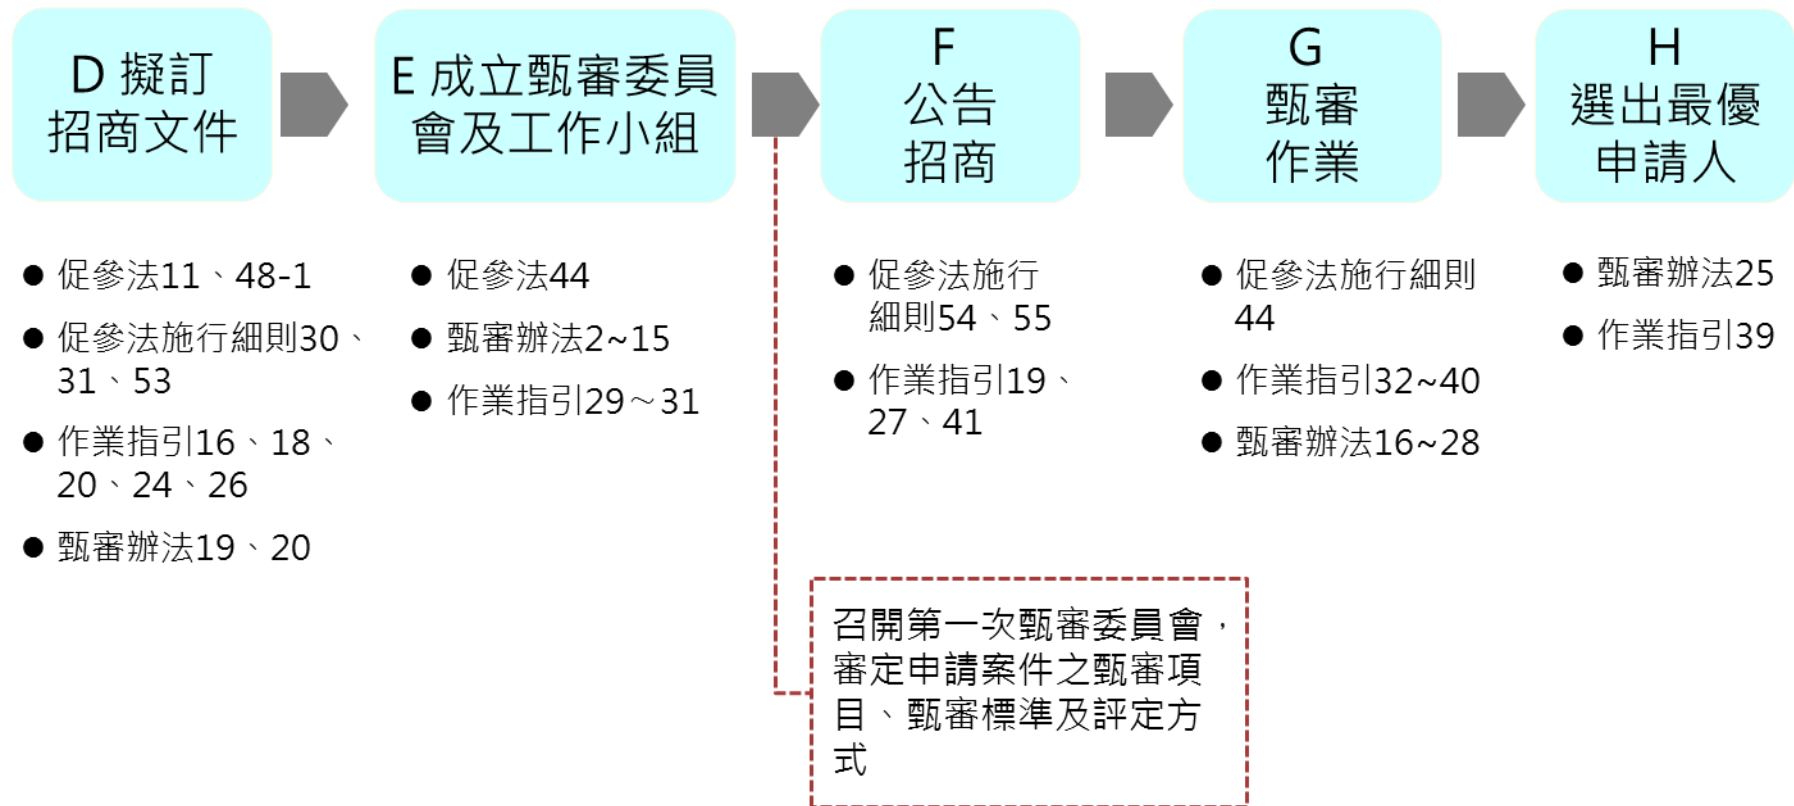 D 擬訂
招商文件
E 成立甄審委員
會及工作小組
F
公告
招商
G
甄審
作業
H
選出最優
申請人
● 促參法11、48-1
● 促參法施行細則30、
31、53
● 作業指引16、18、
20、24、26
● 甄審辦法19、20
● 促參法44
● 甄審辦法2~15
● 作業指引29～31
● 促參法施行
細則54、55
● 作業指引19、
27、41
● 促參法施行細則
44
● 作業指引32~40
● 甄審辦法16~28
● 甄審辦法25
● 作業指引39
召開第一次甄審委員會，
審定申請案件之甄審項
目、甄審標準及評定方
式